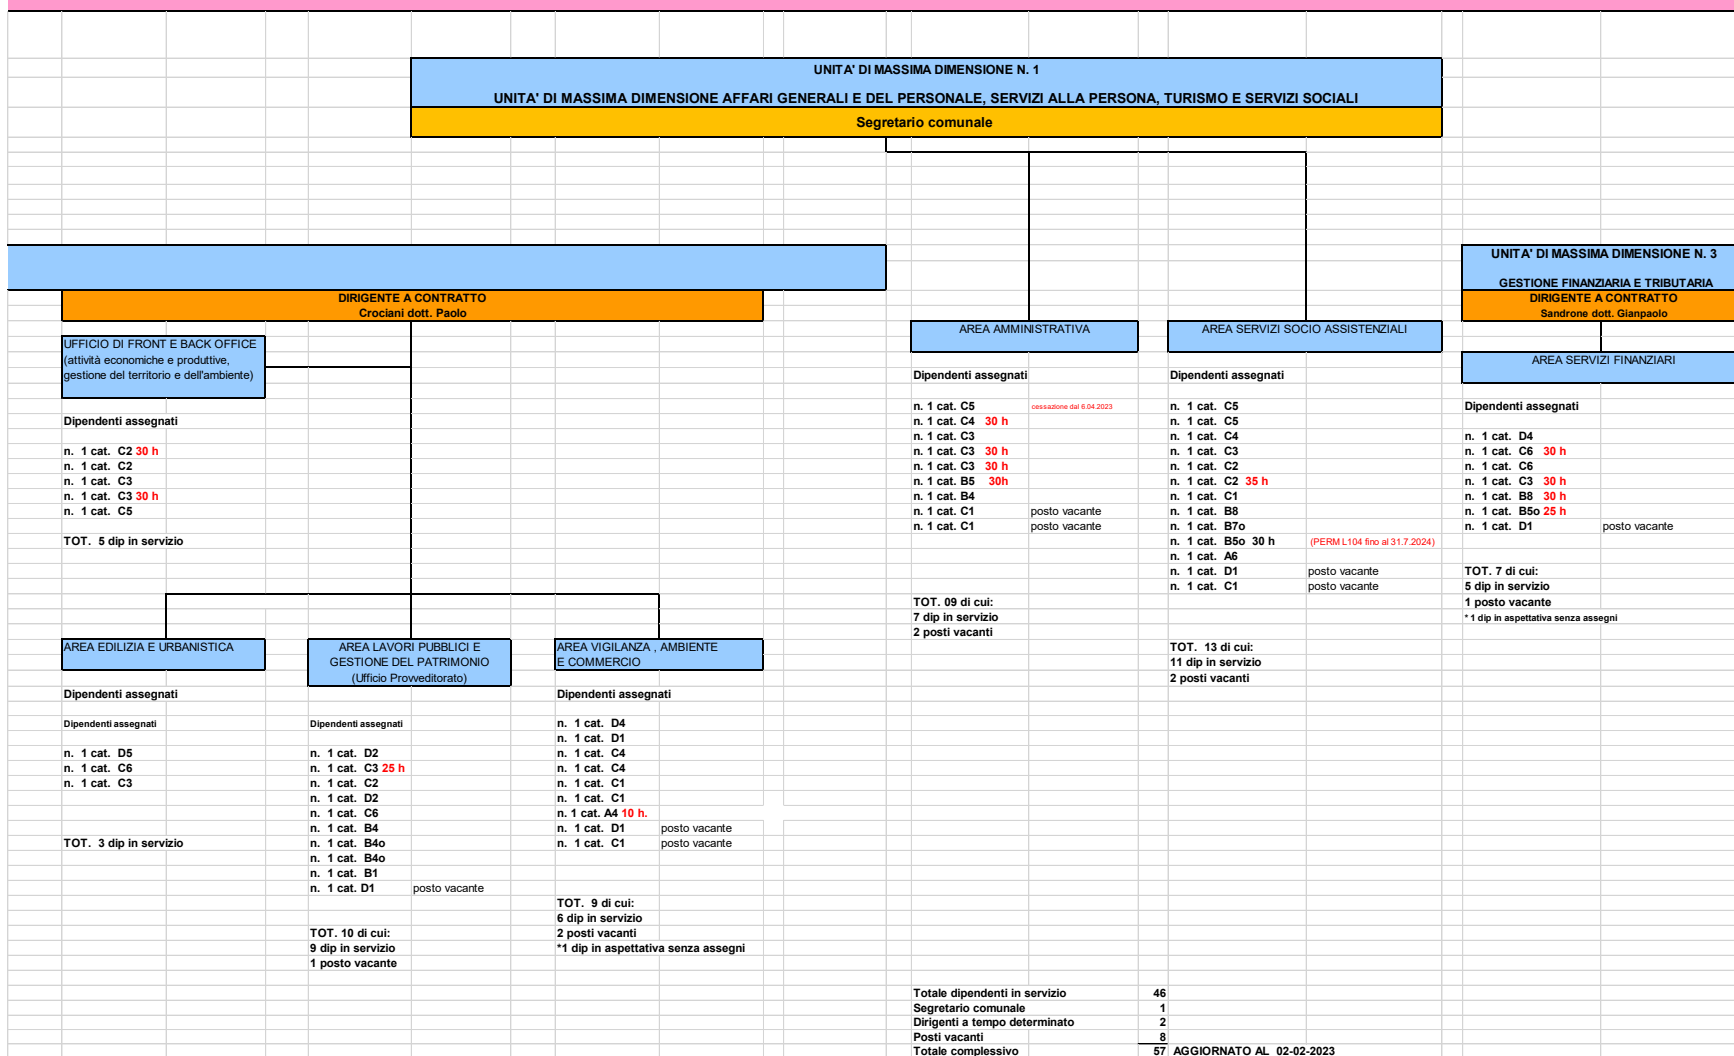 UNITA' DI MASSIMA DIMENSIONE N. 1
UNITA' DI MASSIMA DIMENSIONE AFFARI GENERALI E DEL PERSONALE, SERVIZI ALLA PERSONA, TURISMO E SERVIZI SOCIALI
Segretario comunale
DIRIGENTE A CONTRATTO
Crociani dott. Paolo
UFFICIO DI FRONT E BACK OFFICE
(attività economiche e produttive,
gestione del territorio e dell'ambiente)
Dipendenti assegnati
n. 1 cat. C2 30 h
n. 1 cat. C2
n. 1 cat. C3
n. 1 cat. C3 30 h
n. 1 cat. C5
TOT. 5 dip in servizio
AREA EDILIZIA E URBANISTICA
Dipendenti assegnati
Dipendenti assegnati
n. 1 cat. D5
n. 1 cat. C6
n. 1 cat. C3
TOT. 3 dip in servizio
AREA LAVORI PUBBLICI E
GESTIONE DEL PATRIMONIO
(Ufficio Provveditorato)
Dipendenti assegnati
n. 1 cat. D2
n. 1 cat. C3 25 h
n. 1 cat. C2
n. 1 cat. D2
n. 1 cat. C6
n. 1 cat. B4
n. 1 cat. B4o
n. 1 cat. B4o
n. 1 cat. B1
n. 1 cat. D1 posto vacante
TOT. 10 di cui:
9 dip in servizio
1 posto vacante
AREA VIGILANZA , AMBIENTE
E COMMERCIO
Dipendenti assegnati
n. 1 cat. D4
n. 1 cat. D1
n. 1 cat. C4
n. 1 cat. C4
n. 1 cat. C1
n. 1 cat. C1
n. 1 cat. A4 10 h.
n. 1 cat. D1 posto vacante
n. 1 cat. C1 posto vacante
TOT. 9 di cui:
6 dip in servizio
2 posti vacanti
*1 dip in aspettativa senza assegni
AREA AMMINISTRATIVA
Dipendenti assegnati
n. 1 cat. C5 cessazione dal 6.04.2023
n. 1 cat. C4 30 h
n. 1 cat. C3
n. 1 cat. C3 30 h
n. 1 cat. C3 30 h
n. 1 cat. B5 30h
n. 1 cat. B4
n. 1 cat. C1 posto vacante
n. 1 cat. C1 posto vacante
TOT. 09 di cui:
7 dip in servizio
2 posti vacanti
AREA SERVIZI SOCIO ASSISTENZIALI
Dipendenti assegnati
n. 1 cat. C5
n. 1 cat. C5
n. 1 cat. C4
n. 1 cat. C3
n. 1 cat. C2
n. 1 cat. C2 35 h
n. 1 cat. C1
n. 1 cat. B8
n. 1 cat. B7o
n. 1 cat. B5o 30 h (PERM L104 fino al 31.7.2024)
n. 1 cat. A6
n. 1 cat. D1 posto vacante
n. 1 cat. C1 posto vacante
TOT. 13 di cui:
11 dip in servizio
2 posti vacanti
UNITA' DI MASSIMA DIMENSIONE N. 3
GESTIONE FINANZIARIA E TRIBUTARIA
DIRIGENTE A CONTRATTO
Sandrone dott. Gianpaolo
AREA SERVIZI FINANZIARI
Dipendenti assegnati
n. 1 cat. D4
n. 1 cat. C6 30 h
n. 1 cat. C6
n. 1 cat. C3 30 h
n. 1 cat. B8 30 h
n. 1 cat. B5o 25 h
n. 1 cat. D1 posto vacante
TOT. 7 di cui:
5 dip in servizio
1 posto vacante
* 1 dip in aspettativa senza assegni
Totale dipendenti in servizio 46
Segretario comunale 1
Dirigenti a tempo determinato 2
Posti vacanti 8
Totale complessivo 57 AGGIORNATO AL 02-02-2023